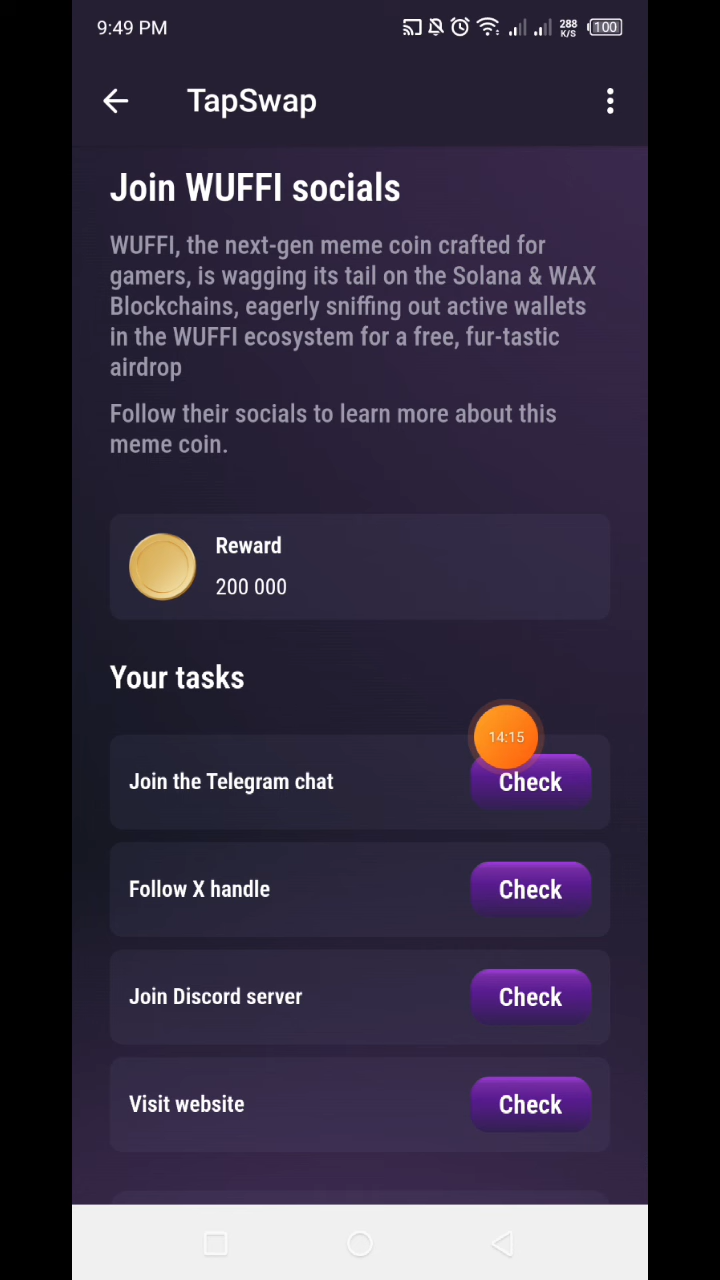 9:49 PM
288
K/S
100
TapSwap
Join WUFFI socials
WUFFI, the next-gen meme coin crafted for
gamers, is wagging its tail on the Solana & WAX
Blockchains, eagerly sniffing out active wallets
in the WUFFI ecosystem for a free, fur-tastic
airdrop
Follow their socials to learn more about this
meme coin.
Reward
200 000
Your tasks
14:15
Join the Telegram chat
Check
Follow X handle
Check
Join Discord server
Check
Visit website
Check